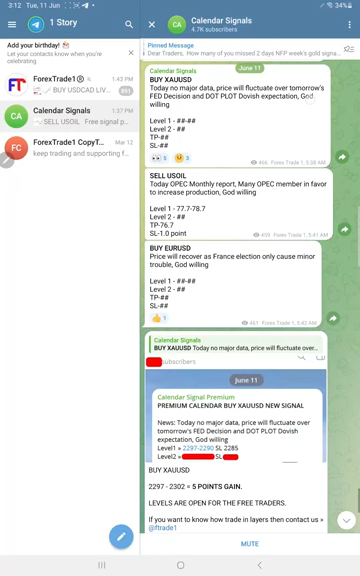 3:12 Tue, 11 Jun
34%
1 Story
Add your birthday!
Let your contacts know when you're
celebrating
ForexTrade1
1:43 PM
BUY USDCAD LIV...
Calendar Signals
1:37 PM
SELL USOIL Free signal p...
ForexTrade1 CopyT...
Mar 12
keep trading and supporting f...
CA
FC
CA
Calendar Signals
4.7K subscribers
Pinned Message
Dear Traders, How many of you missed 2 days NFP week's gold signa...
June 11
Calendar Signals
BUY XAUUSD
Today no major data, price will fluctuate over tomorrow's
FED Decision and DOT PLOT Dovish expectation, God
willing
Level 1 - ##-##
Level 2 - ##
TP-##
SL-##
5
3
466 Forex Trade 1, 5:38 AM
SELL USOIL
Today OPEC Monthly report, Many OPEC member in favor
to increase production, God willing
Level 1 - 77.7-78.7
Level 2 - ##
TP-76.7
SL-1.0 point
459 Forex Trade 1, 5:41 AM
BUY EURUSD
Price will recover as France election only cause minor
trouble, God willing
Level 1 - ##-##
Level 2 - ##
TP-##
SL-##
1
461 Forex Trade 1, 5:42 AM
Calendar Signals
BUY XAUUSD Today no major data, price will fluctuate over...
subscribers
June 11
Calendar Signal Premium
PREMIUM CALENDAR BUY XAUUSD NEW SIGNAL
News: Today no major data, price will fluctuate over
tomorrow's FED Decision and DOT PLOT Dovish
expectation, God willing
Level1 » 2297-2290 SL 2285
Level2 » SL
BUY XAUUSD
2297 - 2302 = 5 POINTS GAIN.
LEVELS ARE OPEN FOR THE FREE TRADERS.
If you want to know how trade in layers then contact us »
@ftrade1
MUTE